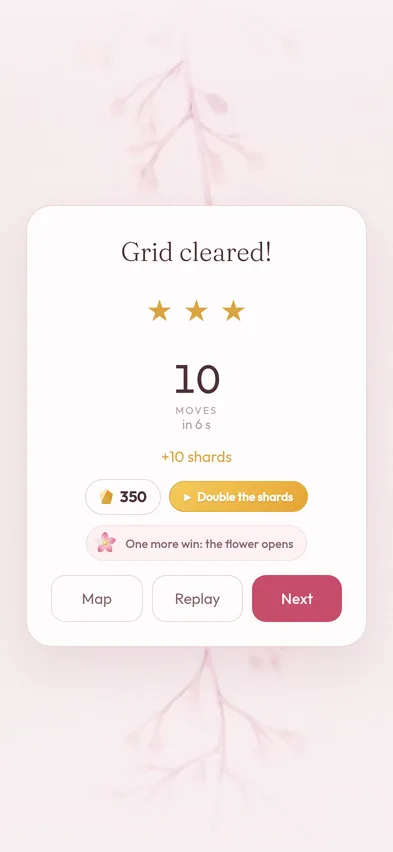 Grid cleared!
10
MOVES
in 6 s
+10 shards
350
Double the shards
One more win: the flower opens
Map
Replay
Next